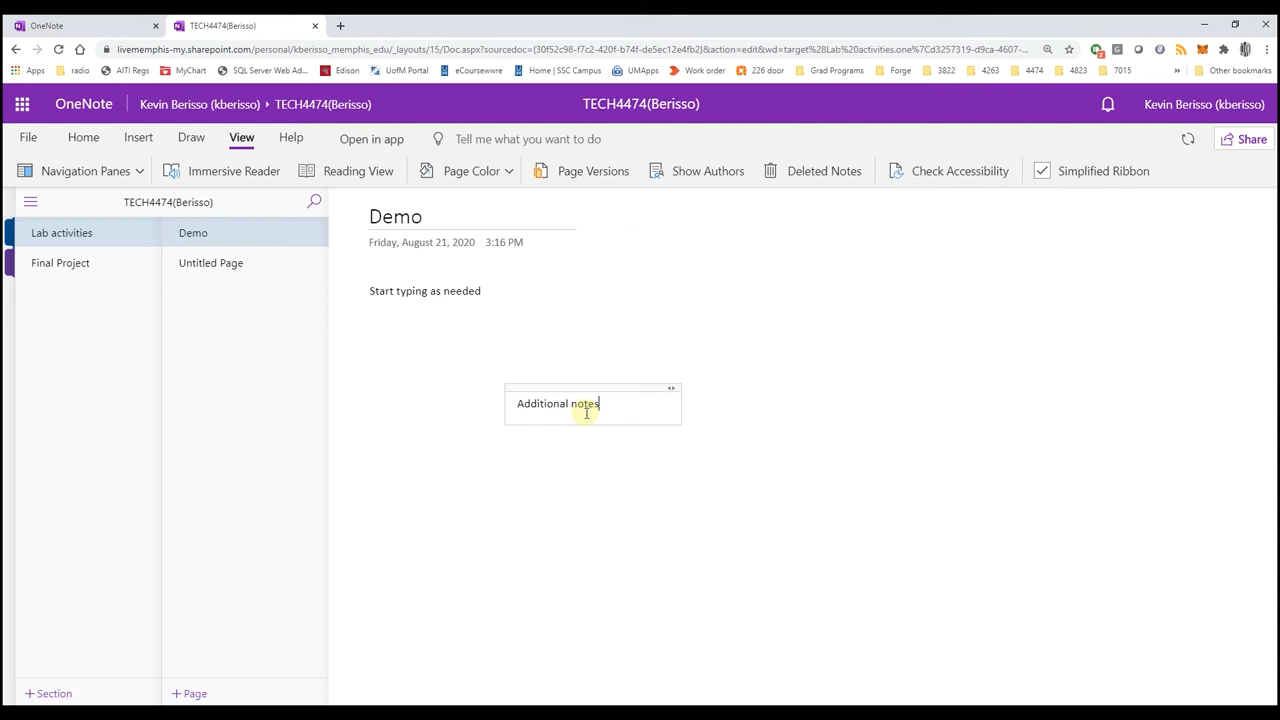 OneNote
TECH4474(Berisso)
livememphis-my.sharepoint.com/personal/kberisso_memphis_edu/_layouts/15/Doc.aspx?sourcedoc={30f52c98-f7c2-420f-b74f-de5ec12e4fb2}&action=edit&wd=target%28Lab%20activities.one%7Cd3257319-d9ca-4607-...
Apps radio AITI Regs MyChart SQL Server Web Ad... Edison UofM Portal eCoursewwre Home | SSC Campus UMApps Work order 226 door Grad Programs Forge 3822 4474 4263 4823 7015 » Other bookmarks
OneNote Kevin Berisso (kberisso) TECH4474(Berisso) TECH4474(Berisso) Kevin Berisso (kberisso)
File Home Insert Draw View Help Open in app Tell me what you want to do Share
Navigation Panes Immersive Reader Reading View Page Color Page Versions Show Authors Deleted Notes Check Accessibility Simplified Ribbon
TECH4474(Berisso)
Lab activities
Final Project
Demo
Untitled Page
Demo
Friday, August 21, 2020 3:16 PM
Start typing as needed
Additional notes
+ Section
+ Page